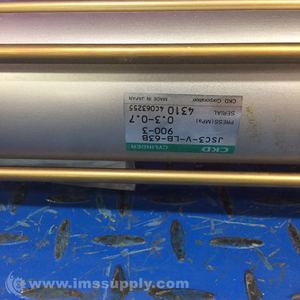 CKD CYLINDER
JSC3-V-LB-63B
900-3
PRESS(MPa) 0.3-0.7
SERIAL 4310 4C063255
CKD Corporation MADE IN JAPAN
© www.imssupply.com